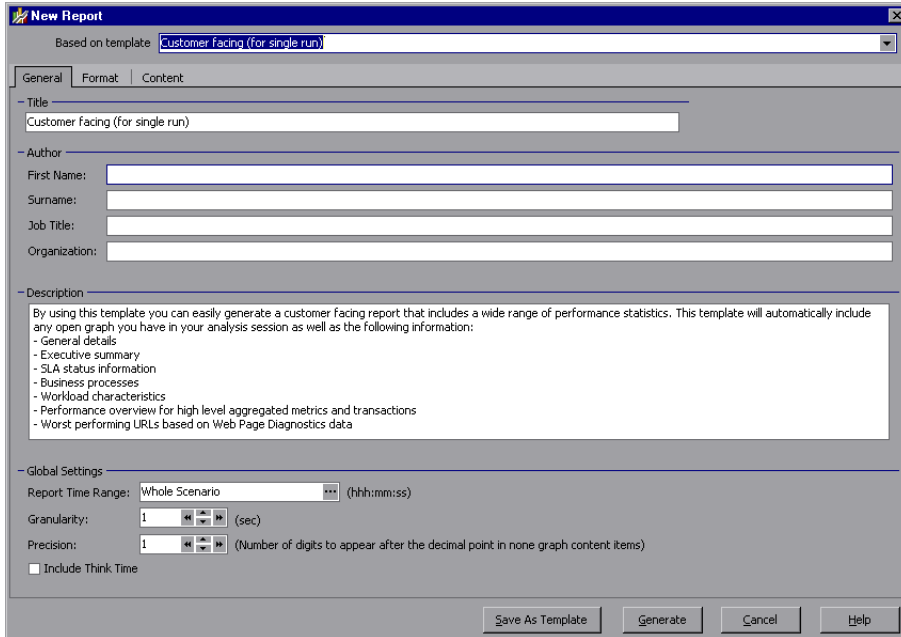 New Report
Based on template Customer facing (for single run)
General Format Content
Title
Customer facing (for single run)
Author
First Name:
Surname:
Job Title:
Organization:
Description
By using this template you can easily generate a customer facing report that includes a wide range of performance statistics. This template will automatically include
any open graph you have in your analysis session as well as the following information:
- General details
- Executive summary
- SLA status information
- Business processes
- Workload characteristics
- Performance overview for high level aggregated metrics and transactions
- Worst performing URLs based on Web Page Diagnostics data
Global Settings
Report Time Range: Whole Scenario ... (hhh:mm:ss)
Granularity: 1 (sec)
Precision: 1 (Number of digits to appear after the decimal point in none graph content items)
Include Think Time
Save As Template Generate Cancel Help